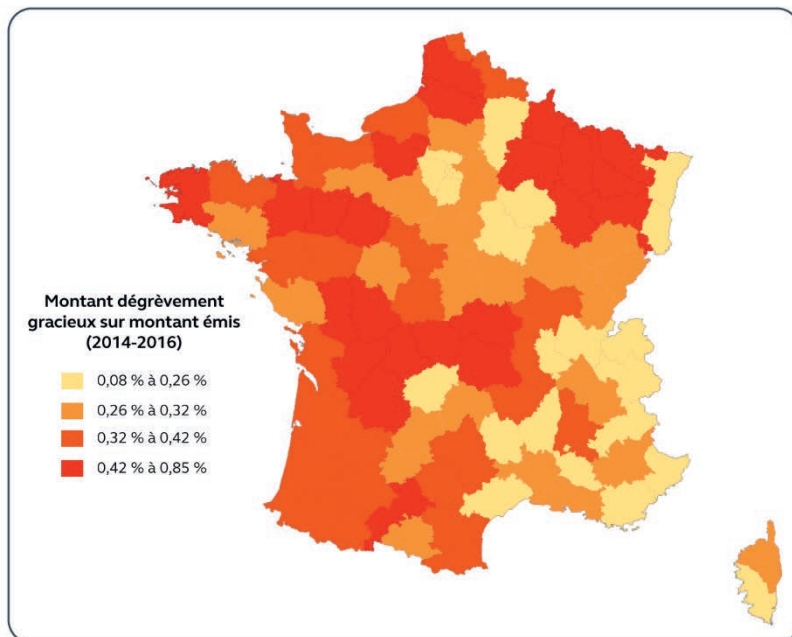 Montant dégrèvement
gracieux sur montant émis
(2014-2016)
0,08 % à 0,26 %
0,26 % à 0,32 %
0,32 % à 0,42 %
0,42 % à 0,85 %